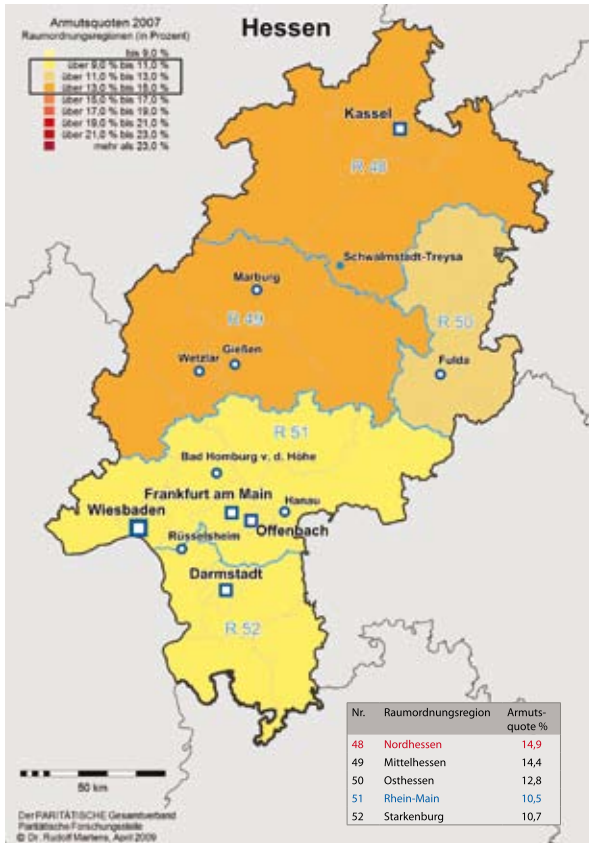 Hessen
Armutsquoten 2007
Raumordnungsregionen (in Prozent)
bis 9,0 %
über 9,0 % bis 11,0 %
über 11,0 % bis 13,0 %
über 13,0 % bis 15,0 %
über 15,0 % bis 17,0 %
über 17,0 % bis 19,0 %
über 19,0 % bis 21,0 %
über 21,0 % bis 23,0 %
mehr als 23,0 %
Kassel
R 48
Schwalmstadt-Treysa
Marburg
R 49
R 50
Wetzlar
Gießen
Fulda
R 51
Bad Homburg v. d. Höhe
Frankfurt am Main
Hanau
Wiesbaden
Offenbach
Rüsselsheim
Darmstadt
R 52
Nr. Raumordnungsregion Armuts-
quote %
48 Nordhessen 14,9
49 Mittelhessen 14,4
50 Osthessen 12,8
51 Rhein-Main 10,5
52 Starkenburg 10,7
50 km
Der PARITÄTISCHE Gesamtverband
Paritätische Forschungsstelle
© Dr. Rudolf Martens, April 2009